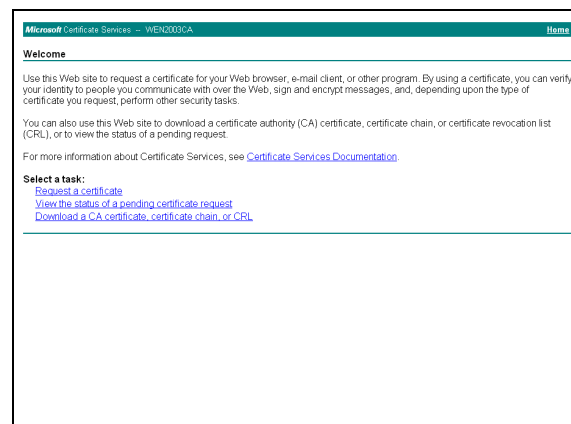 Microsoft Certificate Services -- WEN2003CA Home
Welcome
Use this Web site to request a certificate for your Web browser, e-mail client, or other program. By using a certificate, you can verify
your identity to people you communicate with over the Web, sign and encrypt messages, and, depending upon the type of
certificate you request, perform other security tasks.
You can also use this Web site to download a certificate authority (CA) certificate, certificate chain, or certificate revocation list
(CRL), or to view the status of a pending request.
For more information about Certificate Services, see Certificate Services Documentation.
Select a task:
Request a certificate
View the status of a pending certificate request
Download a CA certificate, certificate chain, or CRL